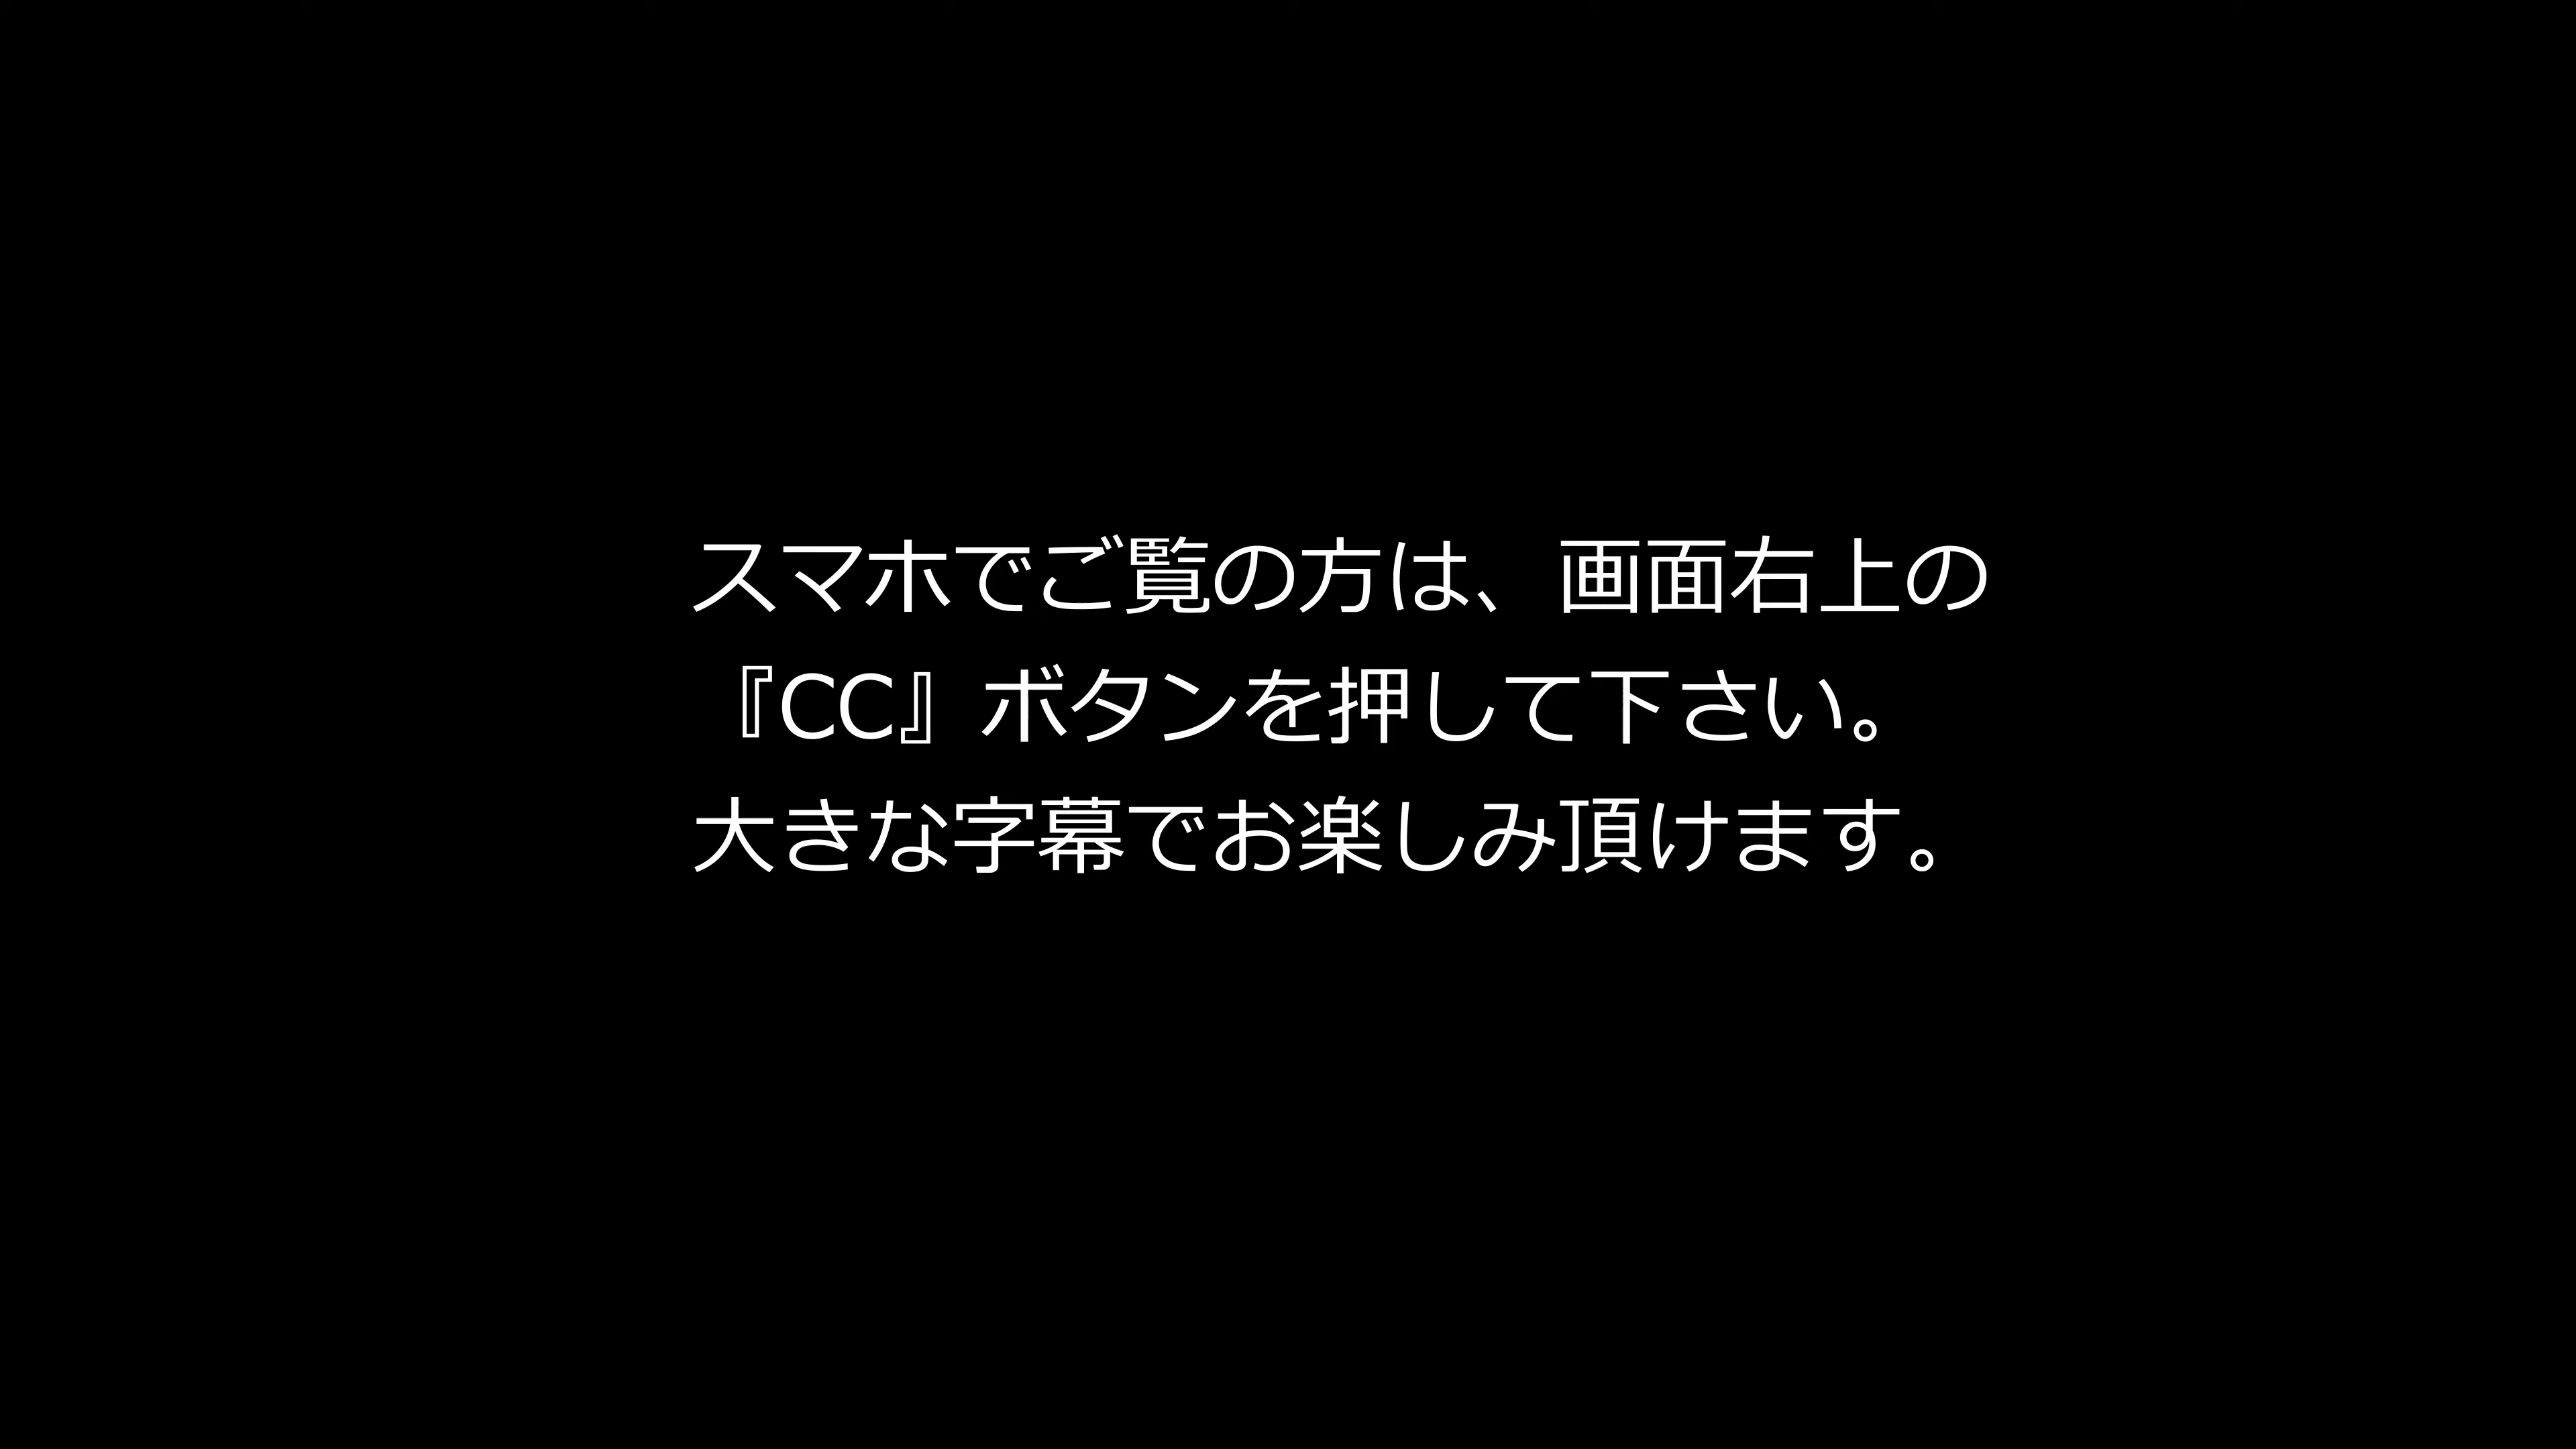 スマホでご覧の方は、画面右上の
『CC』ボタンを押して下さい。
大きな字幕でお楽しみ頂けます。